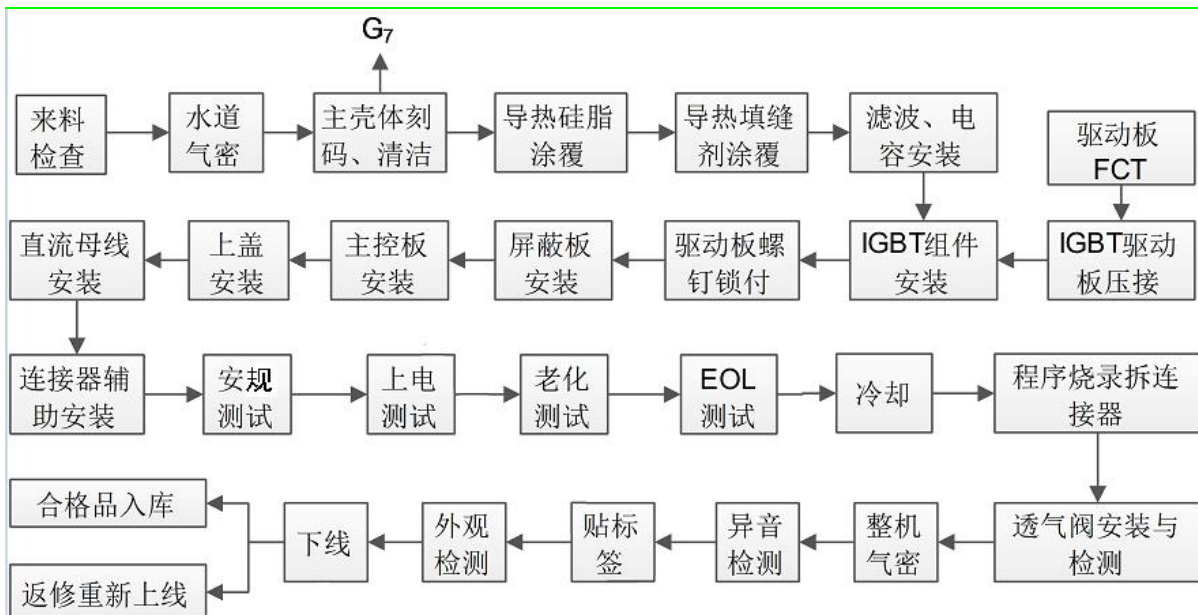 G₇
来料
检查
水道
气密
主壳体刻
码、清洁
导热硅脂
涂覆
导热填缝
剂涂覆
滤波、电
容安装
驱动板
FCT
IGBT驱动
板压接
IGBT组件
安装
驱动板螺
钉锁付
屏蔽板
安装
主控板
安装
上盖
安装
直流母线
安装
连接器辅
助安装
安规
测试
上电
测试
老化
测试
EOL
测试
冷却
程序烧录拆连
接器
透气阀安装与
检测
整机
气密
异音
检测
贴标
签
外观
检测
下线
合格品入库
返修重新上线